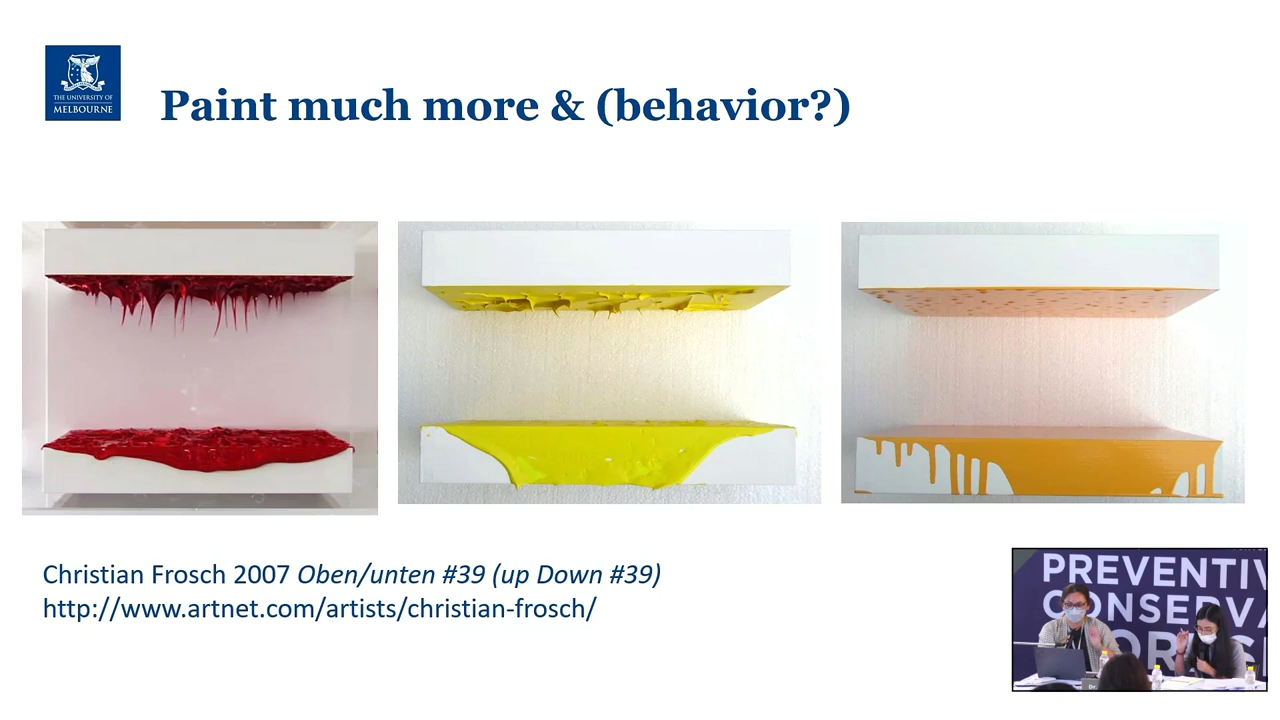 THE UNIVERSITY OF
MELBOURNE
Paint much more & (behavior?)
Christian Frosch 2007 Oben/unten #39 (up Down #39)
http://www.artnet.com/artists/christian-frosch/
PREVENTIV
CONSERVA
Dr.